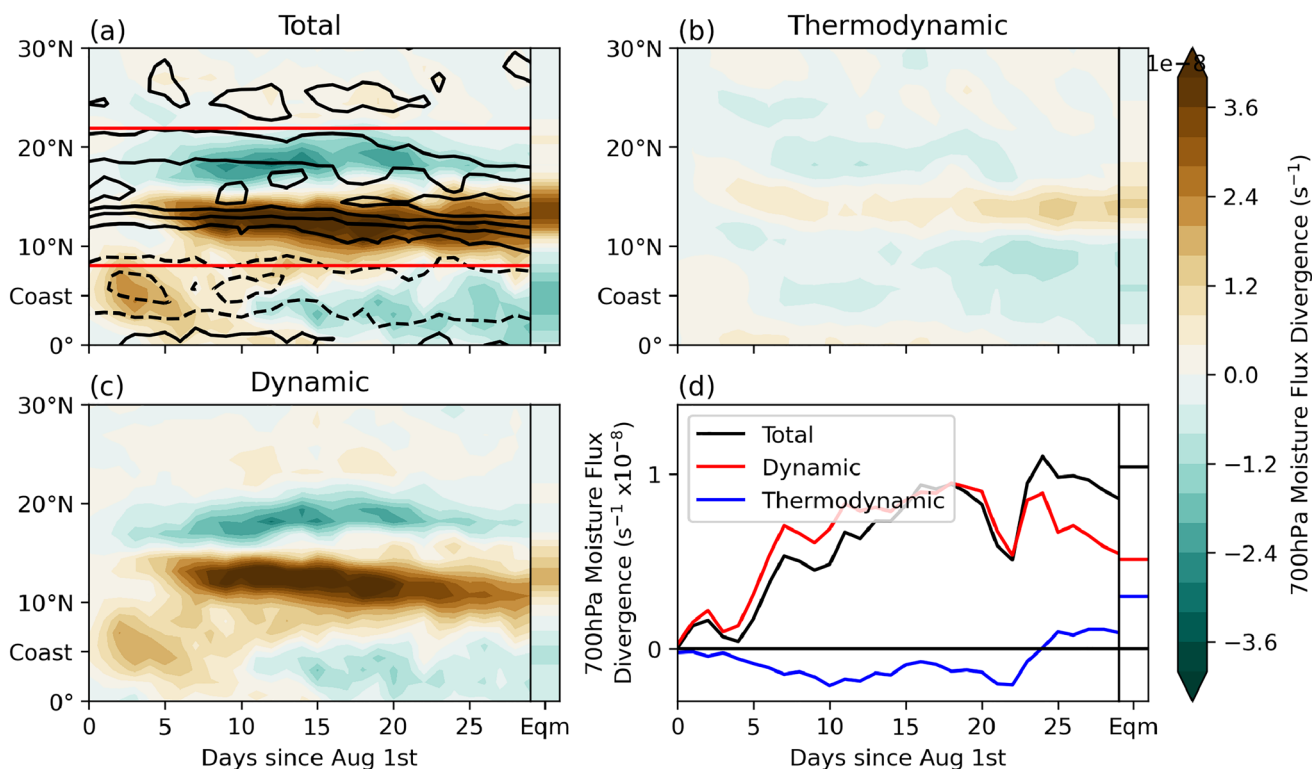 (a) Total
30°N
20°N
10°N
Coast
0°
(b) Thermodynamic
30°N
20°N
10°N
Coast
0°
1e−8
3.6
2.4
1.2
0.0
−1.2
−2.4
−3.6
700hPa Moisture Flux Divergence (s⁻¹)
(c) Dynamic
30°N
20°N
10°N
Coast
0°
0 5 10 15 20 25 Eqm
Days since Aug 1st
(d)
700hPa Moisture Flux
Divergence (s⁻¹ x10⁻⁸)
1
0
Total
Dynamic
Thermodynamic
0 5 10 15 20 25 Eqm
Days since Aug 1st